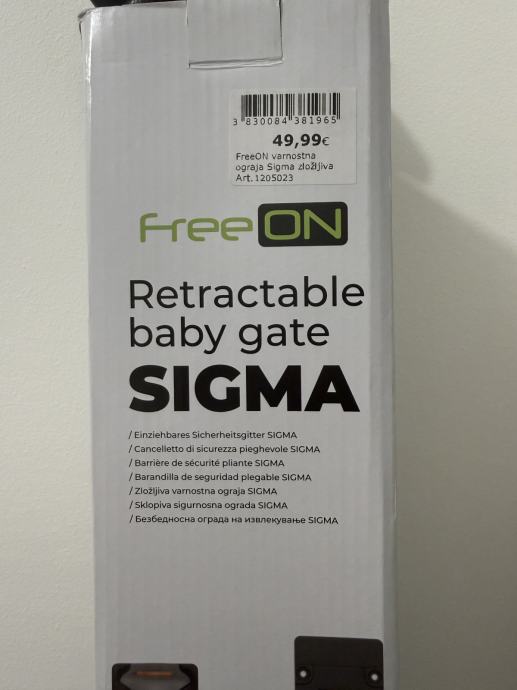 3 830084 381965
49,99€
FreeON varnostna
ograja Sigma zložljiva
Art.1205023
FreeON
Retractable
baby gate
SIGMA
/ Einziehbares Sicherheitsgitter SIGMA
/ Cancelletto di sicurezza pieghevole SIGMA
/ Barrière de sécurité pliante SIGMA
/ Barandilla de seguridad plegable SIGMA
/ Zložljiva varnostna ograja SIGMA
/ Sklopiva sigurnosna ograda SIGMA
/ Безбедносна ограда на извлекување SIGMA